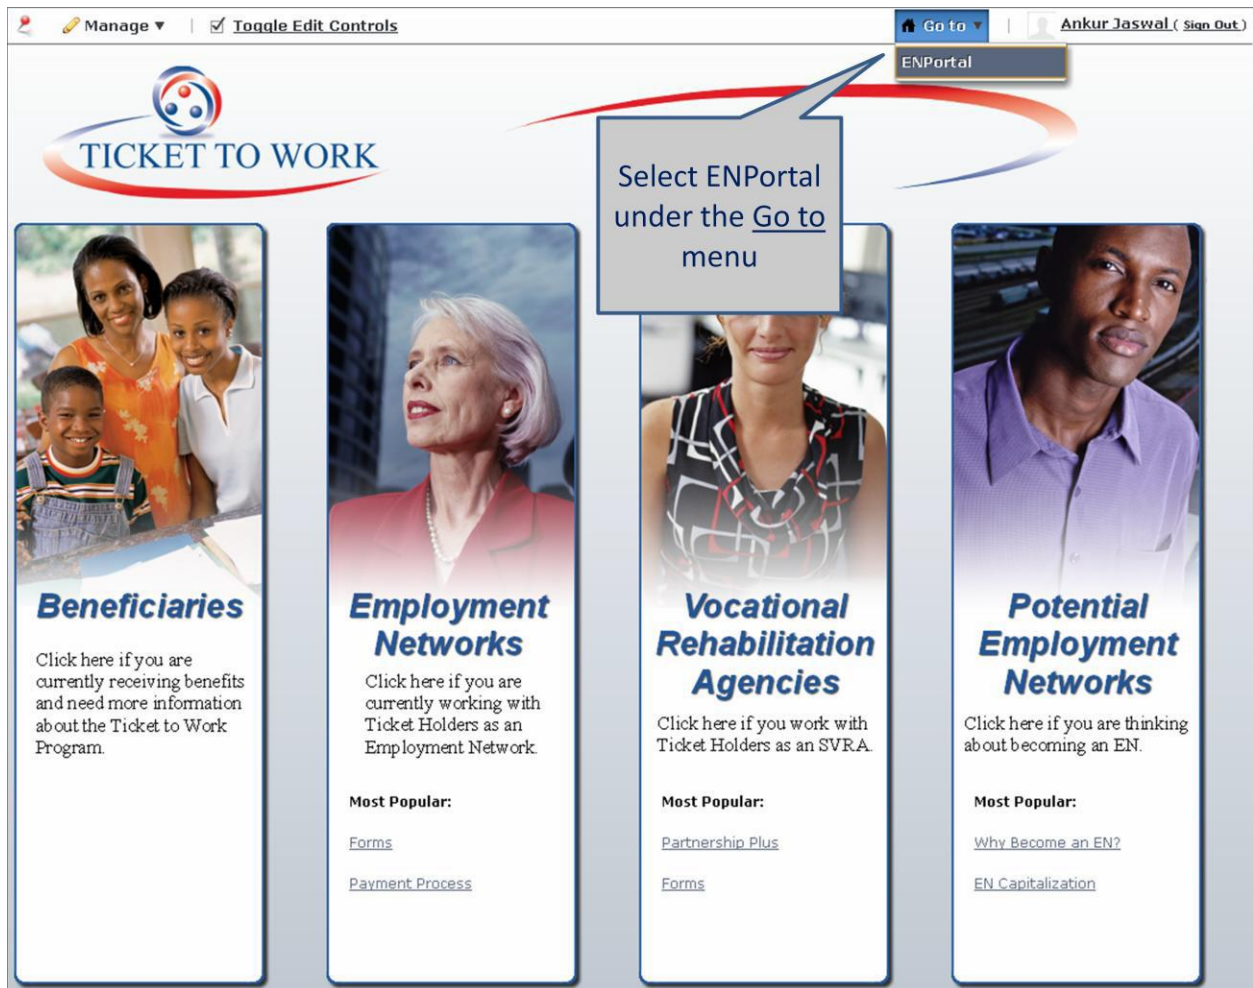 Manage ▼ | Toggle Edit Controls
Go to ▼ | Ankur Jaswal ( Sign Out )
ENPortal
TICKET TO WORK
Select ENPortal
under the Go to
menu
Beneficiaries
Click here if you are
currently receiving benefits
and need more information
about the Ticket to Work
Program.
Employment
Networks
Click here if you are
currently working with
Ticket Holders as an
Employment Network.
Most Popular:
Forms
Payment Process
Vocational
Rehabilitation
Agencies
Click here if you work with
Ticket Holders as an SVRA.
Most Popular:
Partnership Plus
Forms
Potential
Employment
Networks
Click here if you are thinking
about becoming an EN.
Most Popular:
Why Become an EN?
EN Capitalization